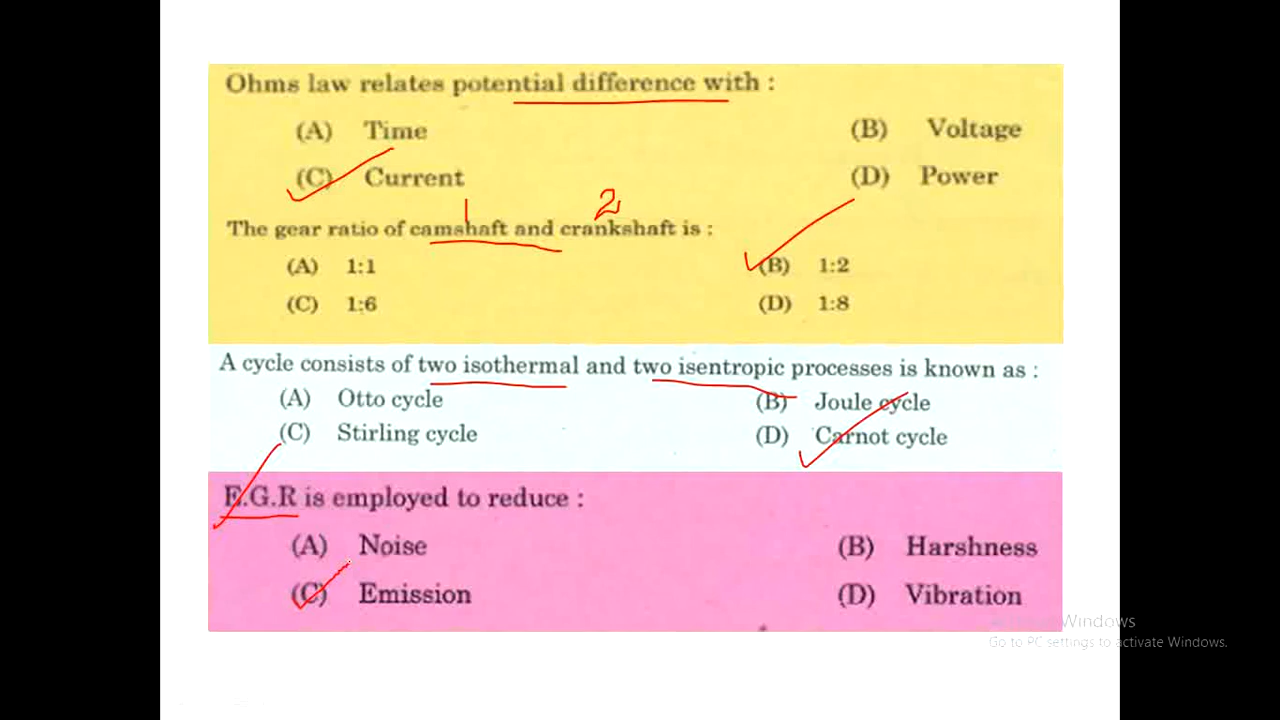 Ohms law relates potential difference with :
(A) Time (B) Voltage
(C) Current (D) Power
1 2
The gear ratio of camshaft and crankshaft is :
(A) 1:1 (B) 1:2
(C) 1:6 (D) 1:8
A cycle consists of two isothermal and two isentropic processes is known as :
(A) Otto cycle (B) Joule cycle
(C) Stirling cycle (D) Carnot cycle
E.G.R is employed to reduce :
(A) Noise (B) Harshness
(C) Emission (D) Vibration
Windows
Go to PC settings to activate Windows.